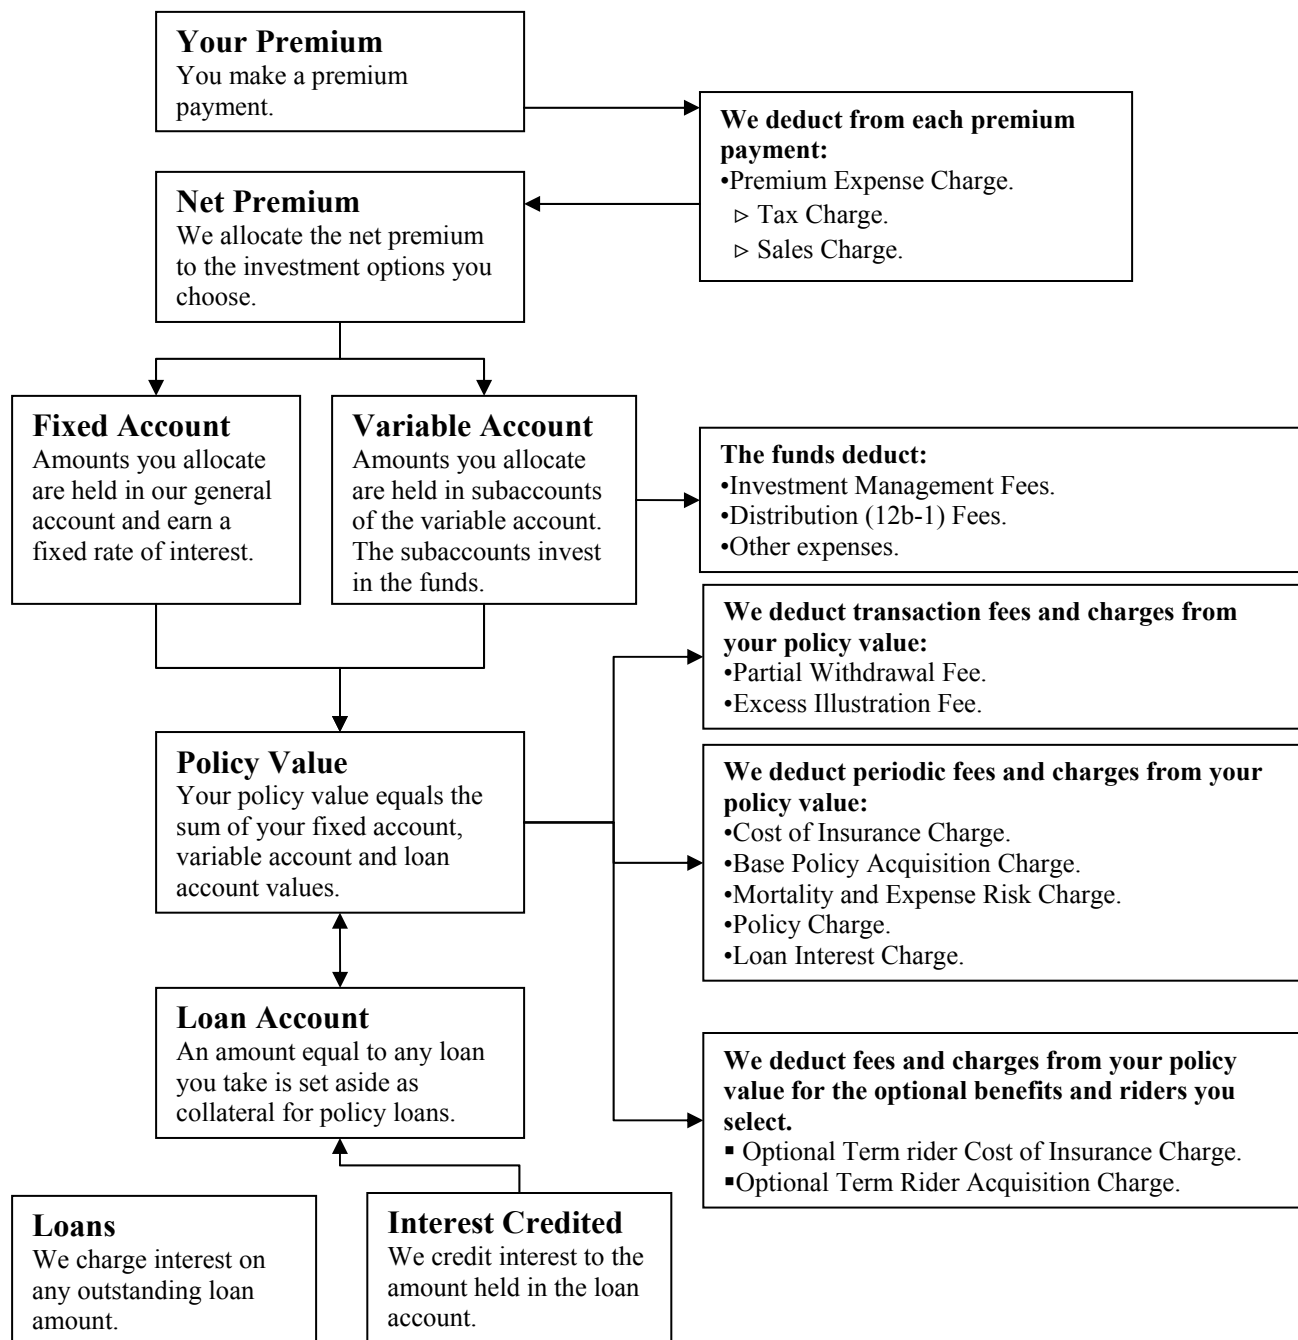 Your Premium
You make a premium
payment.
We deduct from each premium
payment:
•Premium Expense Charge.
▹ Tax Charge.
▹ Sales Charge.
Net Premium
We allocate the net premium
to the investment options you
choose.
Fixed Account
Amounts you allocate
are held in our general
account and earn a
fixed rate of interest.
Variable Account
Amounts you allocate
are held in subaccounts
of the variable account.
The subaccounts invest
in the funds.
The funds deduct:
•Investment Management Fees.
•Distribution (12b-1) Fees.
•Other expenses.
We deduct transaction fees and charges from
your policy value:
•Partial Withdrawal Fee.
•Excess Illustration Fee.
Policy Value
Your policy value equals the
sum of your fixed account,
variable account and loan
account values.
We deduct periodic fees and charges from your
policy value:
•Cost of Insurance Charge.
•Base Policy Acquisition Charge.
•Mortality and Expense Risk Charge.
•Policy Charge.
•Loan Interest Charge.
Loan Account
An amount equal to any loan
you take is set aside as
collateral for policy loans.
We deduct fees and charges from your policy
value for the optional benefits and riders you
select.
▪ Optional Term rider Cost of Insurance Charge.
▪Optional Term Rider Acquisition Charge.
Loans
We charge interest on
any outstanding loan
amount.
Interest Credited
We credit interest to the
amount held in the loan
account.